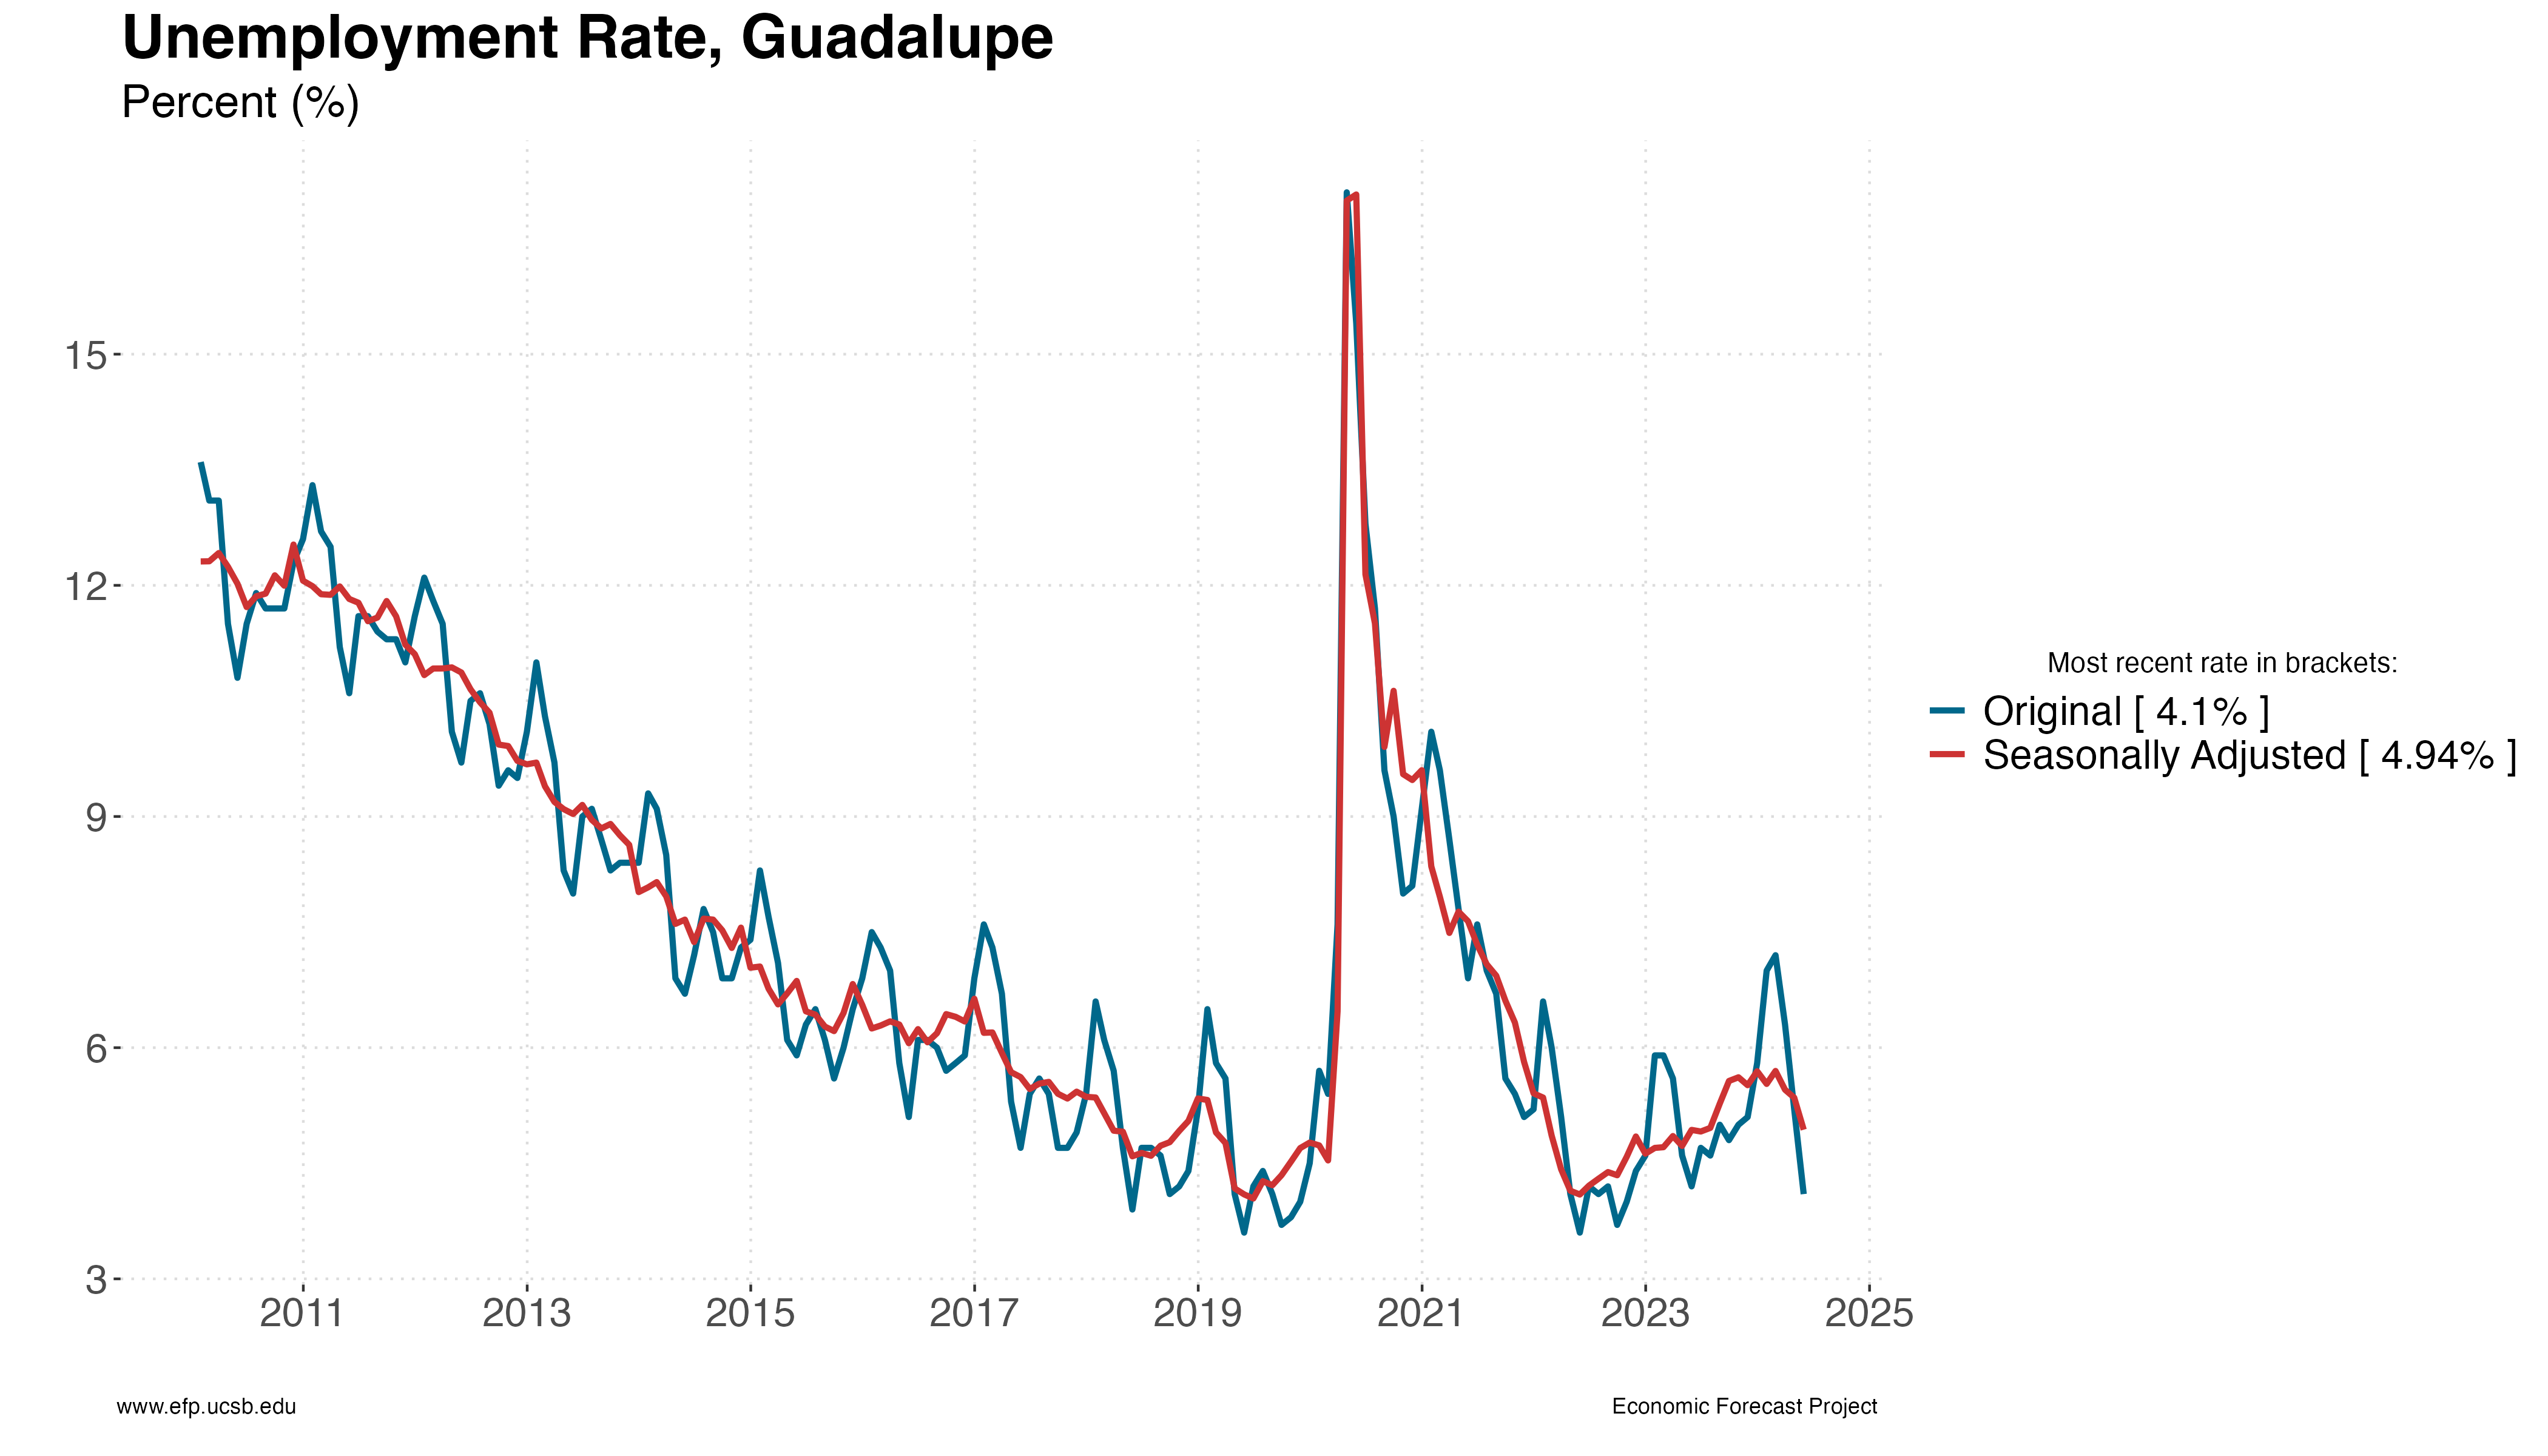 Unemployment Rate, Guadalupe
Percent (%)
15
12
9
6
3
2011 2013 2015 2017 2019 2021 2023 2025
Most recent rate in brackets:
Original [ 4.1% ]
Seasonally Adjusted [ 4.94% ]
www.efp.ucsb.edu
Economic Forecast Project